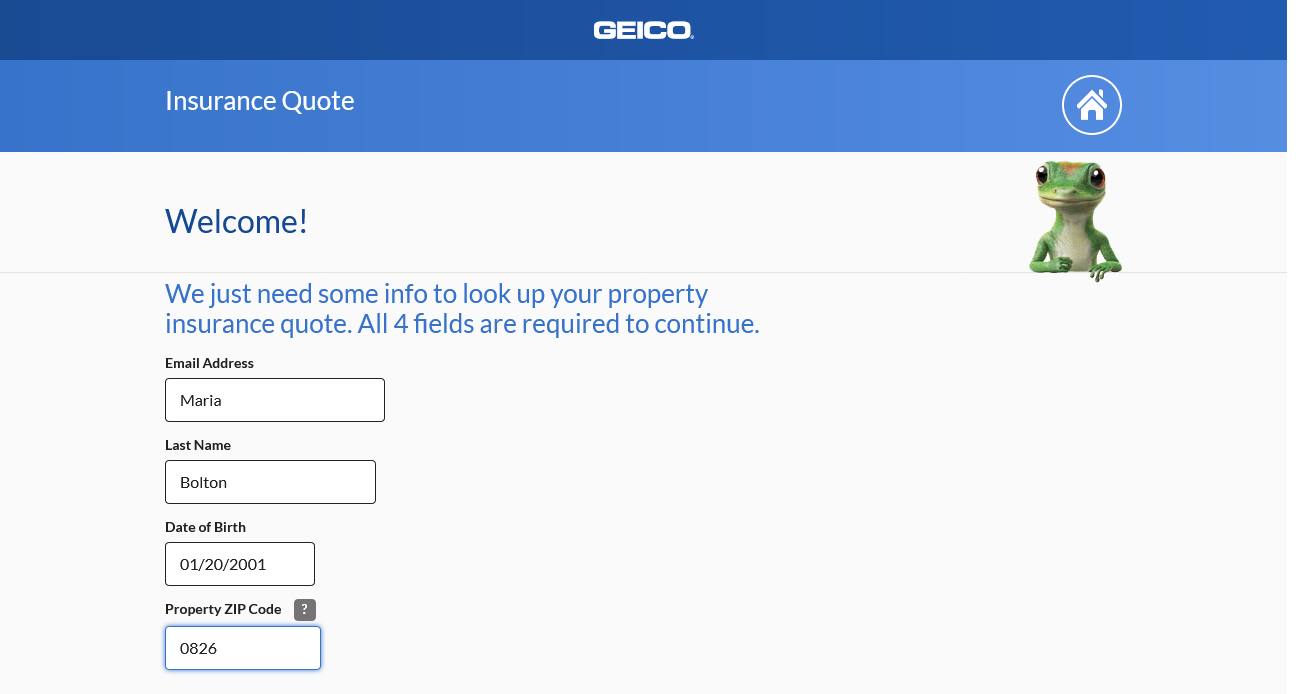 GEICO
Insurance Quote
Welcome!
We just need some info to look up your property
insurance quote. All 4 fields are required to continue.
Email Address
Maria
Last Name
Bolton
Date of Birth
01/20/2001
Property ZIP Code ?
0826